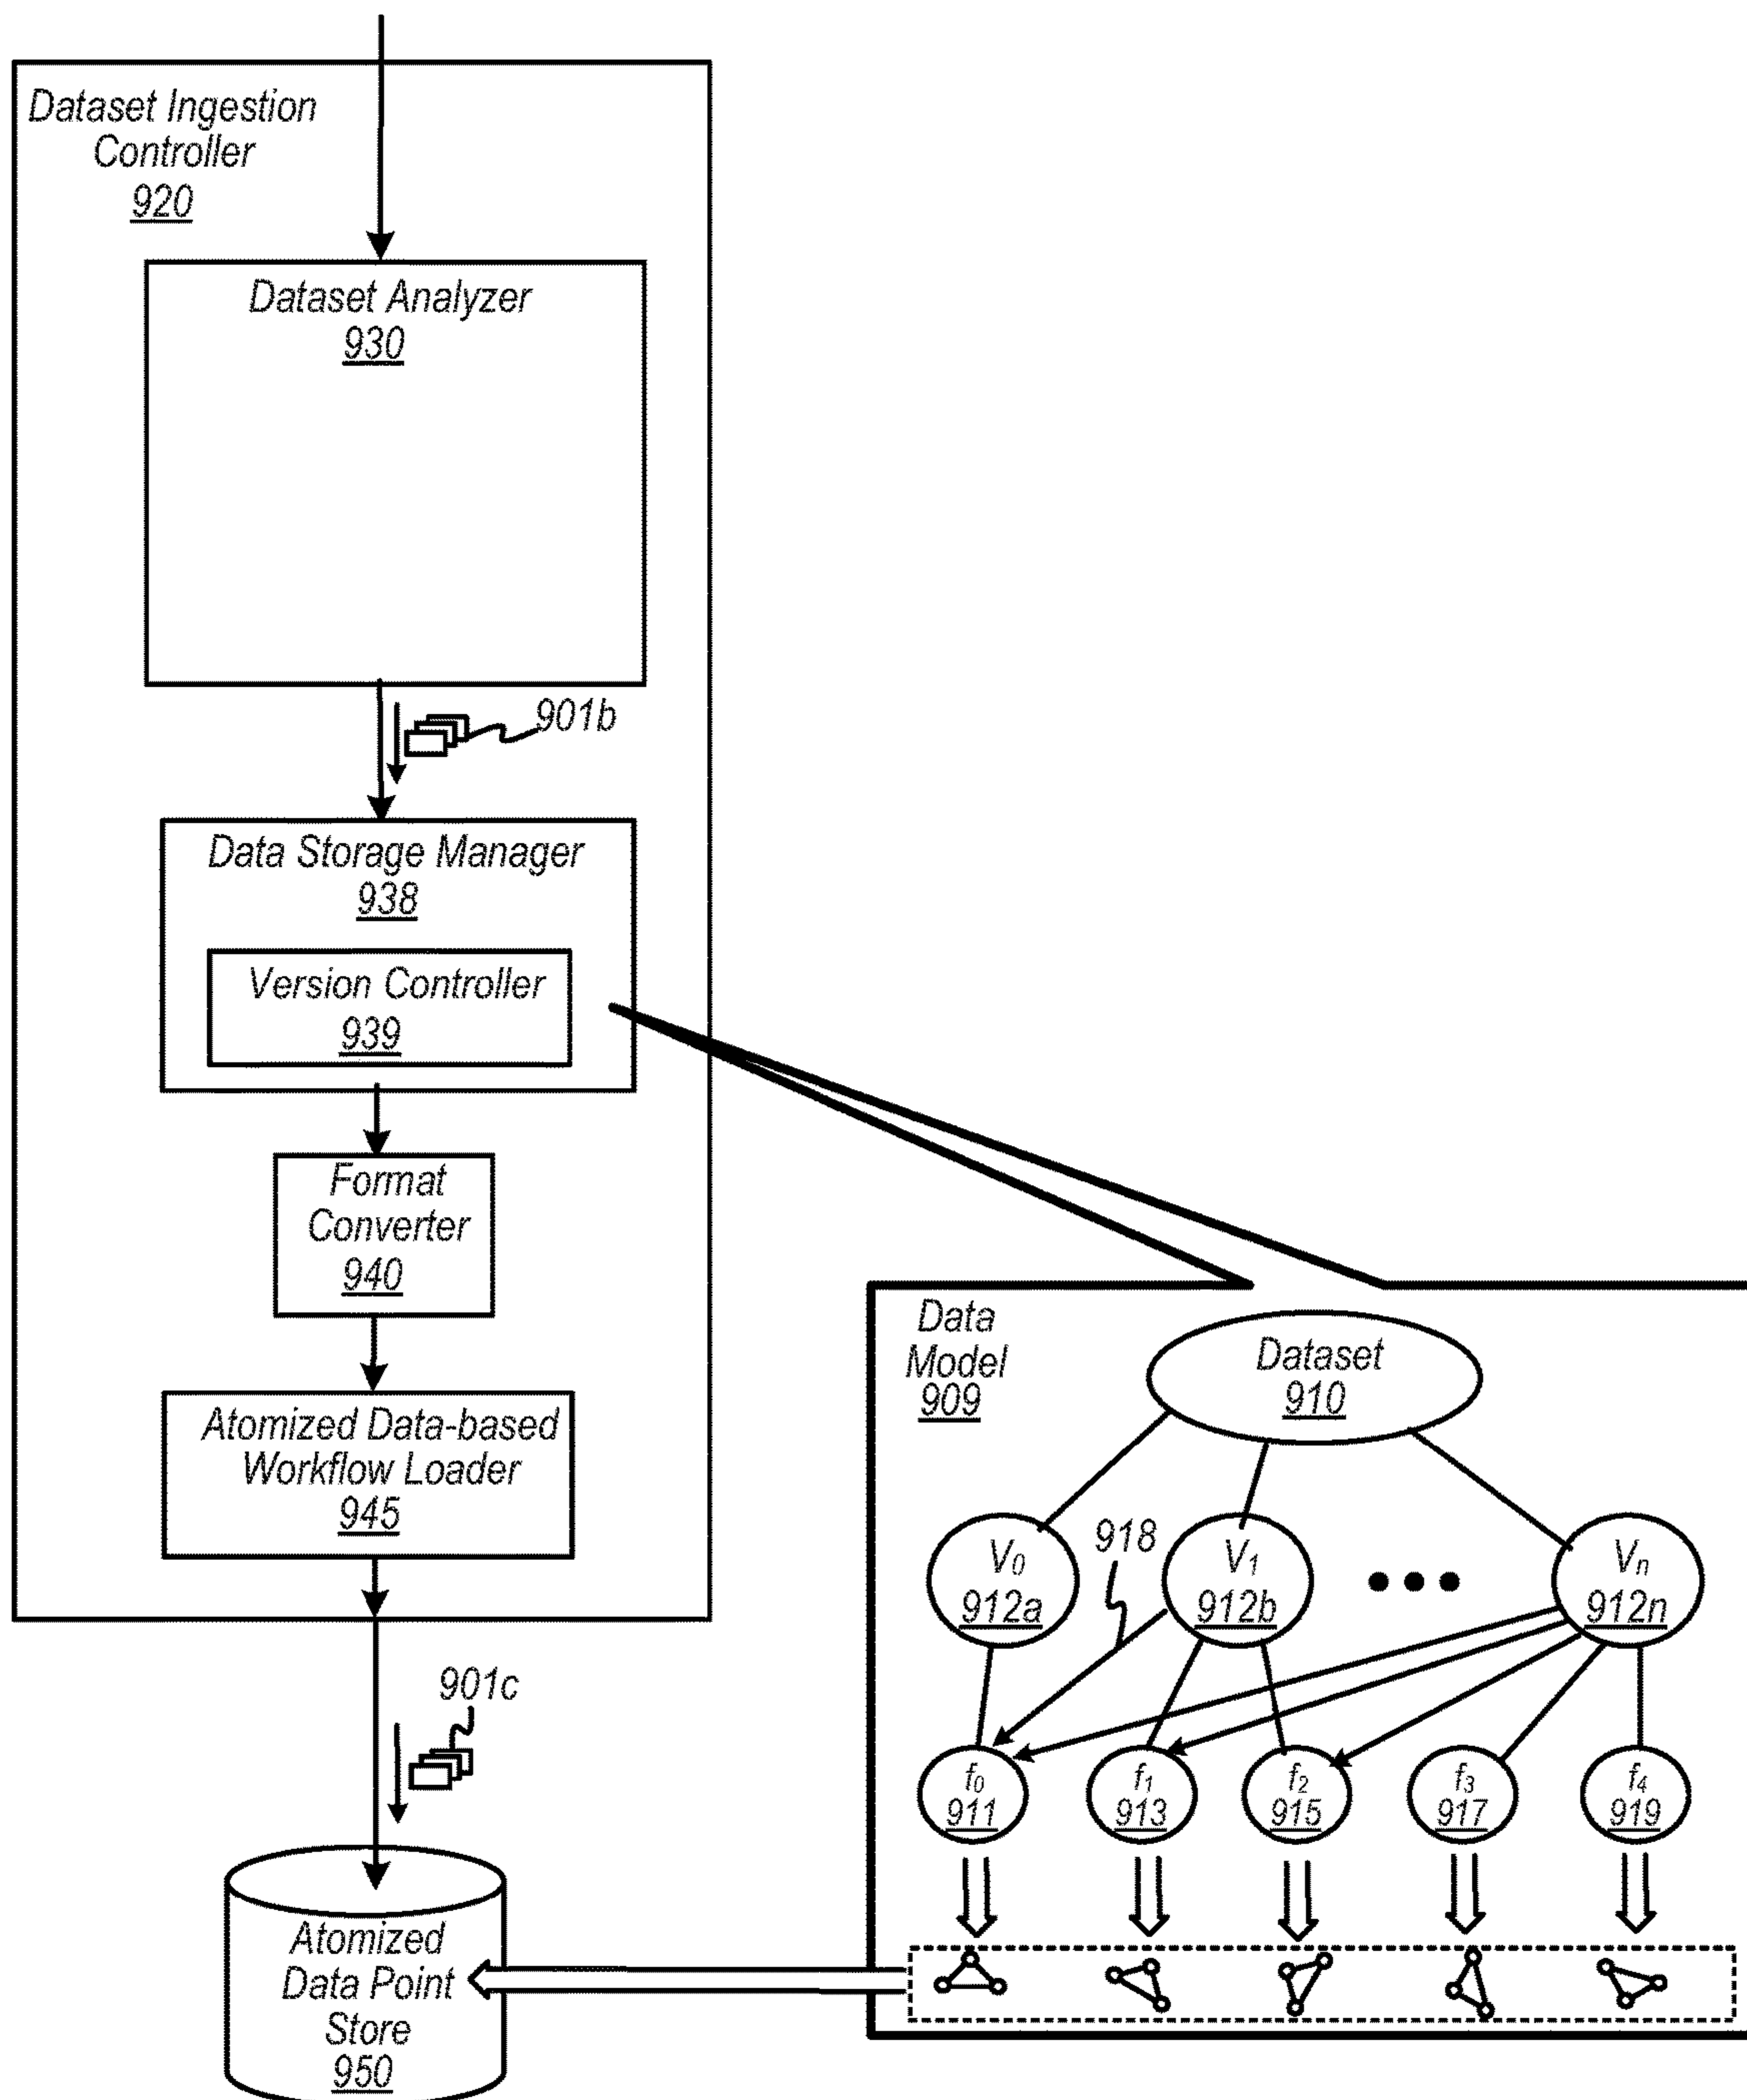 Dataset Ingestion
Controller
920
Dataset Analyzer
930
901b
Data Storage Manager
938
Version Controller
939
Format
Converter
940
Atomized Data-based
Workflow Loader
945
901c
Atomized
Data Point
Store
950
Data
Model
909
Dataset
910
918
V0
912a
V1
912b
Vn
912n
f0
911
f1
913
f2
915
f3
917
f4
919